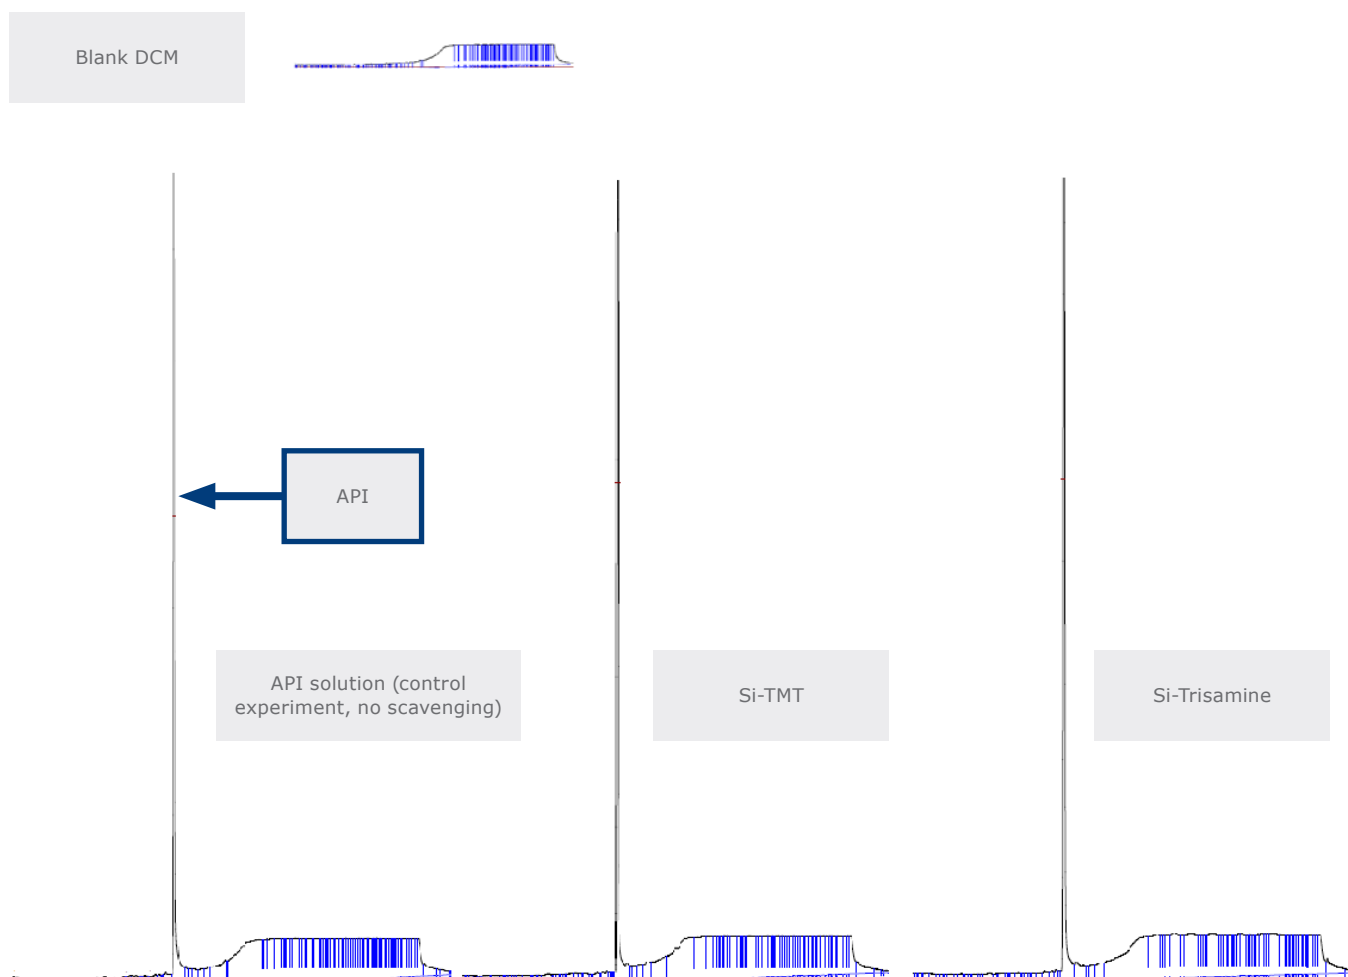 Blank DCM
API
API solution (control
experiment, no scavenging)
Si-TMT
Si-Trisamine